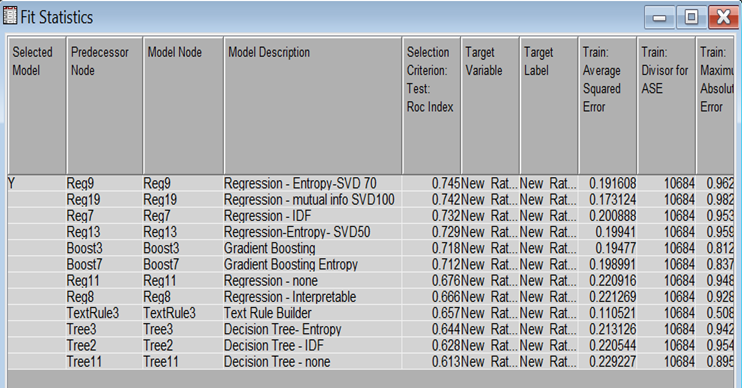 Fit Statistics
Selected Model Predecessor Node Model Node Model Description Selection Criterion: Test: Roc Index Target Variable Target Label Train: Average Squared Error Train: Divisor for ASE Train: Maximu Absolut Error
Y Reg9 Reg9 Regression - Entropy-SVD 70 0.745 New Rat... New Rat... 0.191608 10684 0.962
Reg19 Reg19 Regression - mutual info SVD100 0.742 New Rat... New Rat... 0.173124 10684 0.982
Reg7 Reg7 Regression - IDF 0.732 New Rat... New Rat... 0.200888 10684 0.953
Reg13 Reg13 Regression-Entropy- SVD50 0.729 New Rat... New Rat... 0.19941 10684 0.959
Boost3 Boost3 Gradient Boosting 0.718 New Rat... New Rat... 0.19477 10684 0.812
Boost7 Boost7 Gradient Boosting Entropy 0.712 New Rat... New Rat... 0.198991 10684 0.837
Reg11 Reg11 Regression - none 0.676 New Rat... New Rat... 0.220916 10684 0.948
Reg8 Reg8 Regression - Interpretable 0.666 New Rat... New Rat... 0.221269 10684 0.928
TextRule3 TextRule3 Text Rule Builder 0.657 New Rat... New Rat... 0.110521 10684 0.508
Tree3 Tree3 Decision Tree- Entropy 0.644 New Rat... New Rat... 0.213126 10684 0.942
Tree2 Tree2 Decision Tree - IDF 0.628 New Rat... New Rat... 0.220544 10684 0.954
Tree11 Tree11 Decision Tree - none 0.613 New Rat... New Rat... 0.229227 10684 0.895